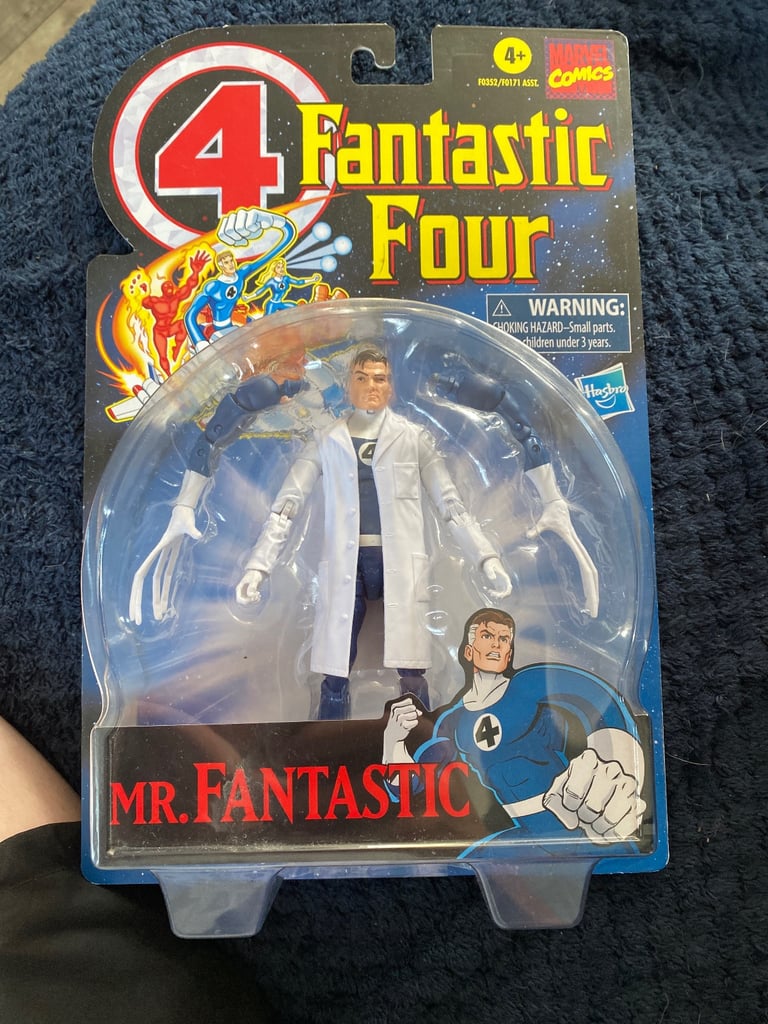 4
4+
F0352/F0171 ASST.
MARVEL
COMICS
Fantastic
Four
WARNING:
CHOKING HAZARD–Small parts.
children under 3 years.
Hasbro
4
4
MR. FANTASTIC